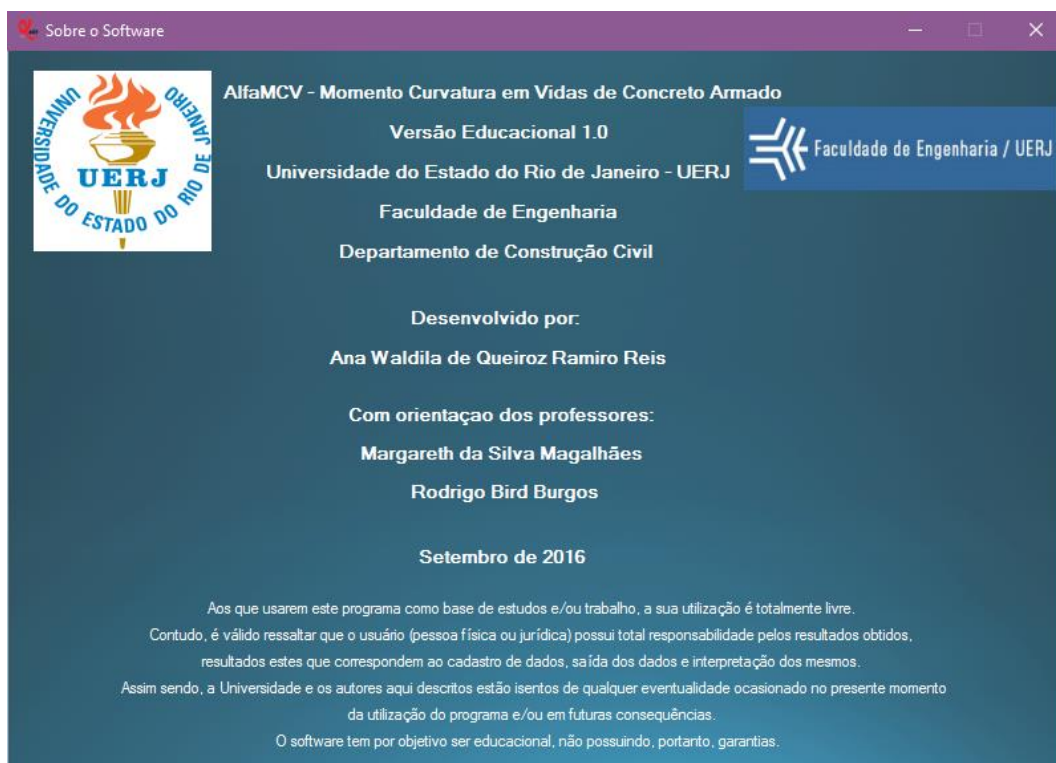 Sobre o Software
UNIVERSIDADE DO ESTADO DO RIO DE JANEIRO
UERJ
AlfaMCV - Momento Curvatura em Vidas de Concreto Armado
Versão Educacional 1.0
Faculdade de Engenharia / UERJ
Universidade do Estado do Rio de Janeiro - UERJ
Faculdade de Engenharia
Departamento de Construção Civil
Desenvolvido por:
Ana Waldila de Queiroz Ramiro Reis
Com orientaçao dos professores:
Margareth da Silva Magalhães
Rodrigo Bird Burgos
Setembro de 2016
Aos que usarem este programa como base de estudos e/ou trabalho, a sua utilização é totalmente livre.
Contudo, é válido ressaltar que o usuário (pessoa física ou jurídica) possui total responsabilidade pelos resultados obtidos,
resultados estes que correspondem ao cadastro de dados, saída dos dados e interpretação dos mesmos.
Assim sendo, a Universidade e os autores aqui descritos estão isentos de qualquer eventualidade ocasionado no presente momento
da utilização do programa e/ou em futuras consequências.
O software tem por objetivo ser educacional, não possuindo, portanto, garantias.